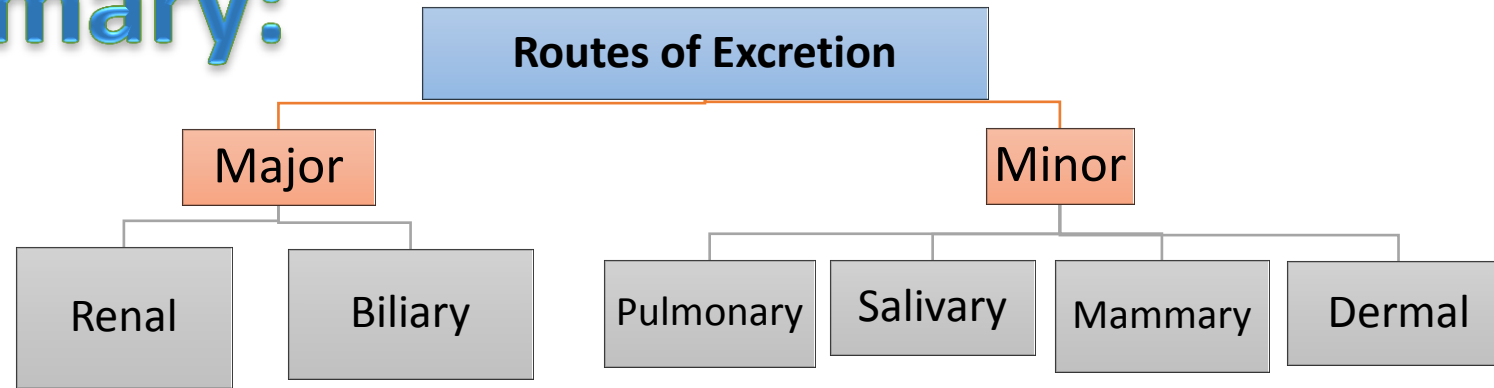 mary:
Routes of Excretion
Major
Minor
Renal
Biliary
Pulmonary
Salivary
Mammary
Dermal